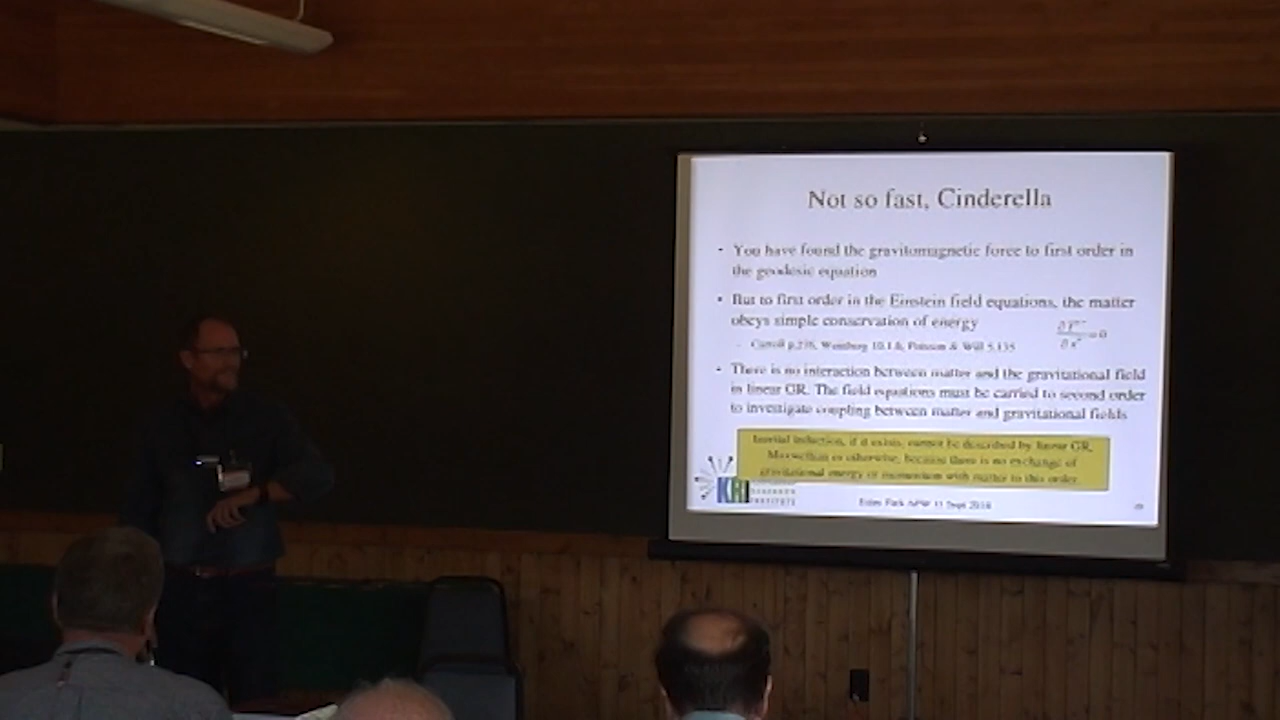 Not so fast, Cinderella
- You have found the gravitomagnetic force to first order in
the geodesic equation
- But to first order in the Einstein field equations, the matter
obeys simple conservation of energy
- Carroll p.276, Weinberg 10.1.6, Poisson & Will 5.135
- There is no interaction between matter and the gravitational field
in linear GR. The field equations must be carried to second order
to investigate coupling between matter and gravitational fields
Inertial induction, if it exists, cannot be described by linear GR,
Maxwellian or otherwise, because there is no exchange of
gravitational energy or momentum with matter to this order
RESEARCH
INSTITUTE
Estes Park 2016